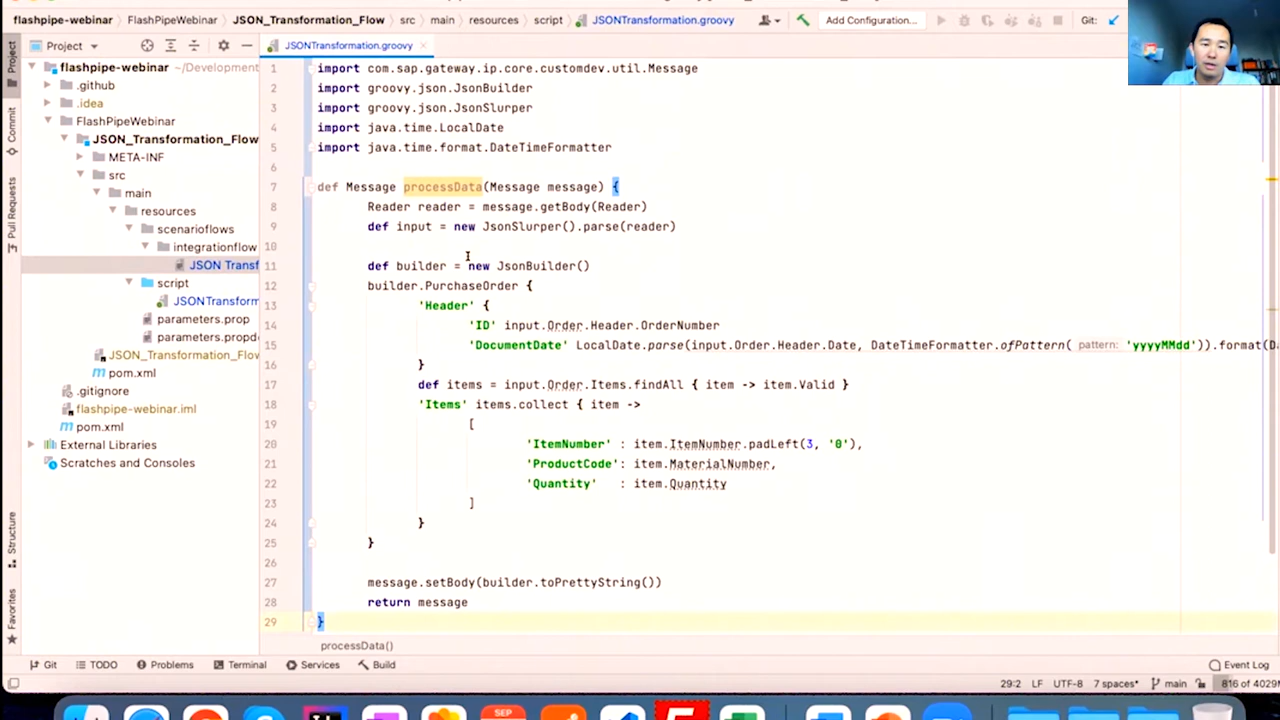 flashpipe-webinar FlashPipeWebinar JSON_Transformation_Flow src main resources script JSONTransformation.groovy Add Configuration... Git:
Project JSONTransformation.groovy
Project
Commit
Pull Requests
Structure
Favorites
flashpipe-webinar ~/Development
.github
.idea
FlashPipeWebinar
JSON_Transformation_Flow
META-INF
src
main
resources
scenarioflows
integrationflow
JSON Transf
script
JSONTransform
parameters.prop
parameters.propd
JSON_Transformation_Flow
pom.xml
.gitignore
flashpipe-webinar.iml
pom.xml
External Libraries
Scratches and Consoles
1 import com.sap.gateway.ip.core.customdev.util.Message
2 import groovy.json.JsonBuilder
3 import groovy.json.JsonSlurper
4 import java.time.LocalDate
5 import java.time.format.DateTimeFormatter
6
7 def Message processData(Message message) {
8 Reader reader = message.getBody(Reader)
9 def input = new JsonSlurper().parse(reader)
10
11 def builder = new JsonBuilder()
12 builder.PurchaseOrder {
13 'Header' {
14 'ID' input.Order.Header.OrderNumber
15 'DocumentDate' LocalDate.parse(input.Order.Header.Date, DateTimeFormatter.ofPattern( pattern: 'yyyyMMdd')).format(D
16 }
17 def items = input.Order.Items.findAll { item -> item.Valid }
18 'Items' items.collect { item ->
19 [
20 'ItemNumber' : item.ItemNumber.padLeft(3, '0'),
21 'ProductCode': item.MaterialNumber,
22 'Quantity' : item.Quantity
23 ]
24 }
25 }
26
27 message.setBody(builder.toPrettyString())
28 return message
29 }
processData()
Git TODO Problems Terminal Services Build Event Log
29:2 LF UTF-8 7 spaces* main 816 of 4029M
SEP